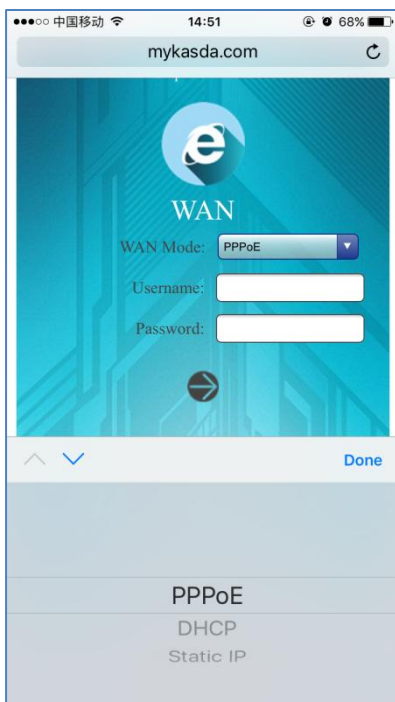 中国移动 14:51 68%
mykasda.com
WAN
WAN Mode: PPPoE
Username:
Password:
Done
PPPoE
DHCP
Static IP